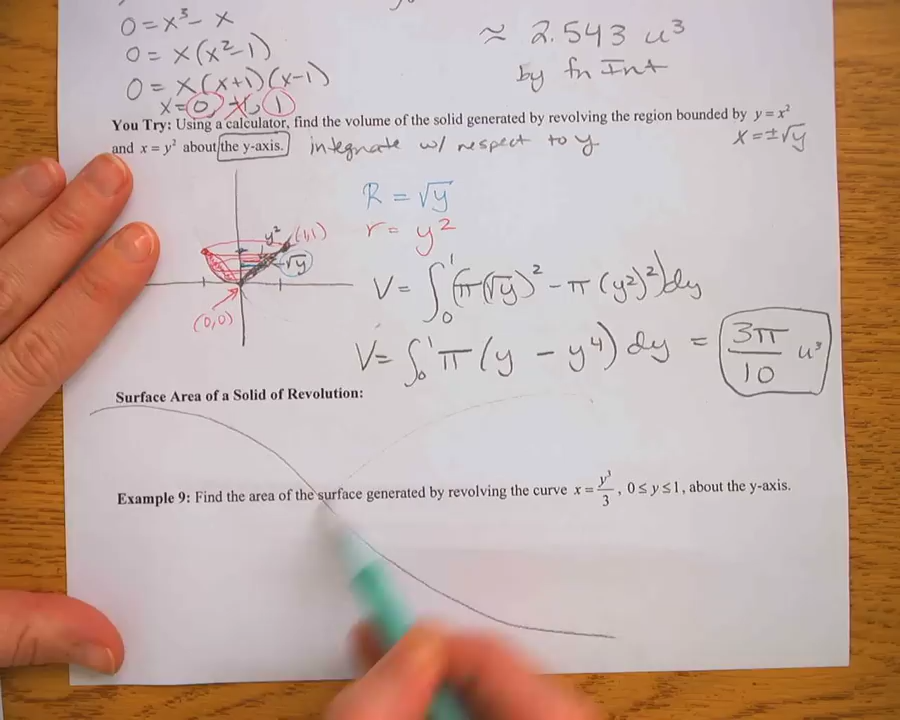 0 = x³ - x
0 = x(x²-1)
0 = x(x+1)(x-1)
x = 0, -1, 1
≈ 2.543 u³
by fnInt
You Try: Using a calculator, find the volume of the solid generated by revolving the region bounded by y = x²
and x = y² about the y-axis. integrate w/ respect to y
x = ±√y
R = √y
r = y²
y²
(1,1)
√y
(0,0)
V = ∫₀¹ (π(√y)² - π(y²)²)dy
V = ∫₀¹ π(y - y⁴) dy = 3π/10 u³
Surface Area of a Solid of Revolution:
Example 9: Find the area of the surface generated by revolving the curve x = y³/3, 0 ≤ y ≤ 1, about the y-axis.